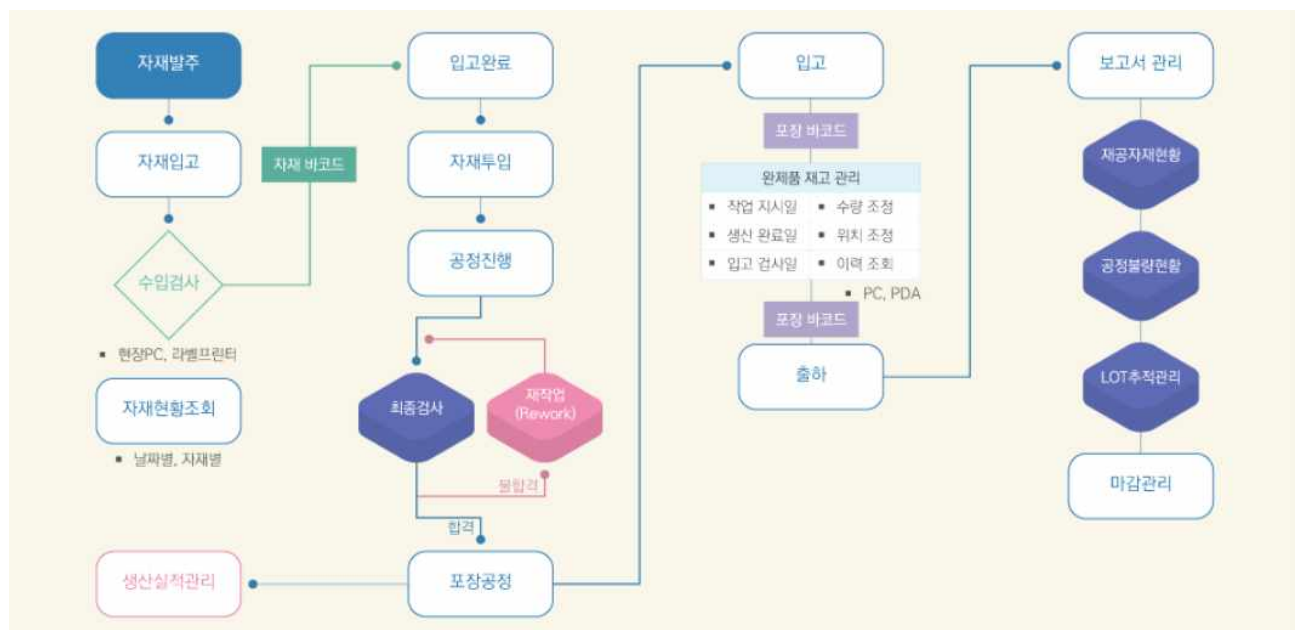 자재발주
자재입고
수입검사
▪ 현장PC, 라벨프린터
자재현황조회
▪ 날짜별, 자재별
생산실적관리
자재 바코드
입고완료
자재투입
공정진행
최종검사
재작업
(Rework)
불합격
합격
포장공정
입고
포장 바코드
완제품 재고 관리
▪ 작업 지시일 ▪ 수량 조정
▪ 생산 완료일 ▪ 위치 조정
▪ 입고 검사일 ▪ 이력 조회
▪ PC, PDA
포장 바코드
출하
보고서 관리
재공자재현황
공정불량현황
LOT추적관리
마감관리